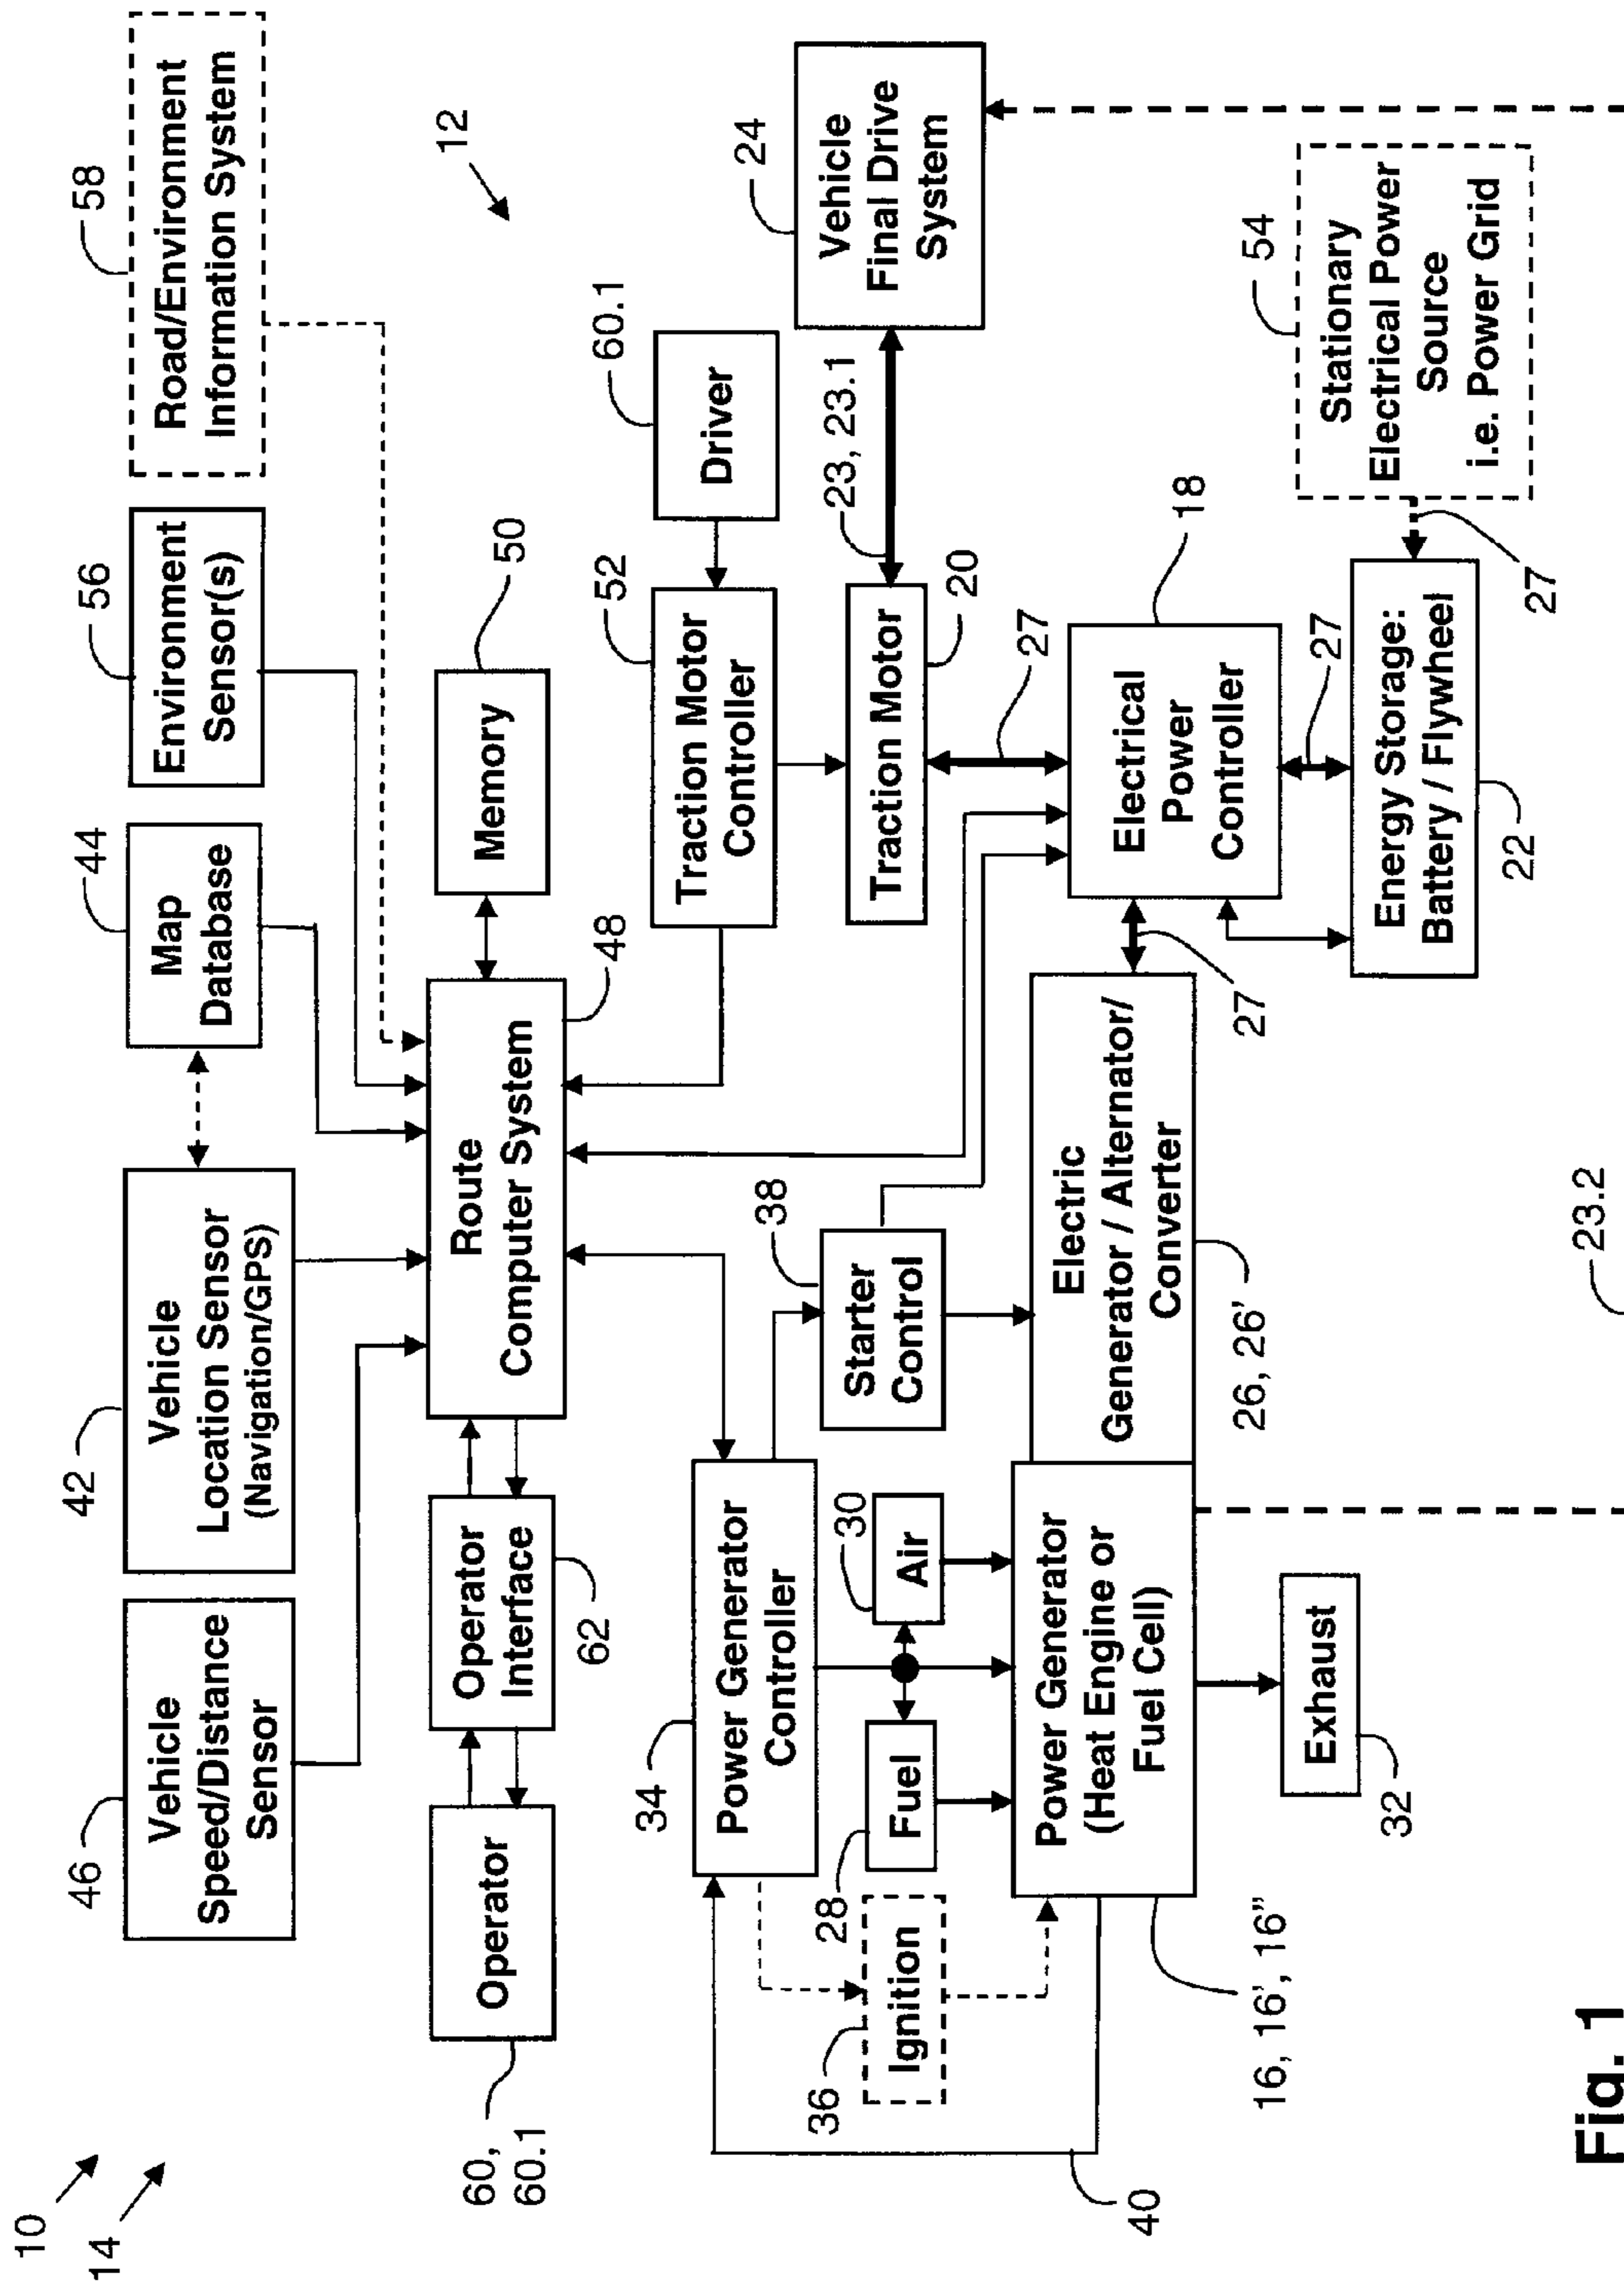 10
14
46
Vehicle
Speed/Distance
Sensor
42
Vehicle
Location Sensor
(Navigation/GPS)
44
Map
Database
56
Environment
Sensor(s)
58
Road/Environment
Information System
60,
60.1
Operator
Operator
Interface
62
Route
Computer System
48
Memory
50
12
34
Power Generator
Controller
38
Starter
Control
52
Traction Motor
Controller
Driver
60.1
36
Ignition
28
Fuel
30
Air
Traction Motor
20
23, 23.1
24
Vehicle
Final Drive
System
40
Power Generator
(Heat Engine or
Fuel Cell)
16, 16', 16"
Electric
Generator / Alternator/
Converter
26, 26'
27
27
Electrical
Power
Controller
18
27
32
Exhaust
Energy Storage:
Battery / Flywheel
22
27
54
Stationary
Electrical Power
Source
i.e. Power Grid
23.2
Fig. 1